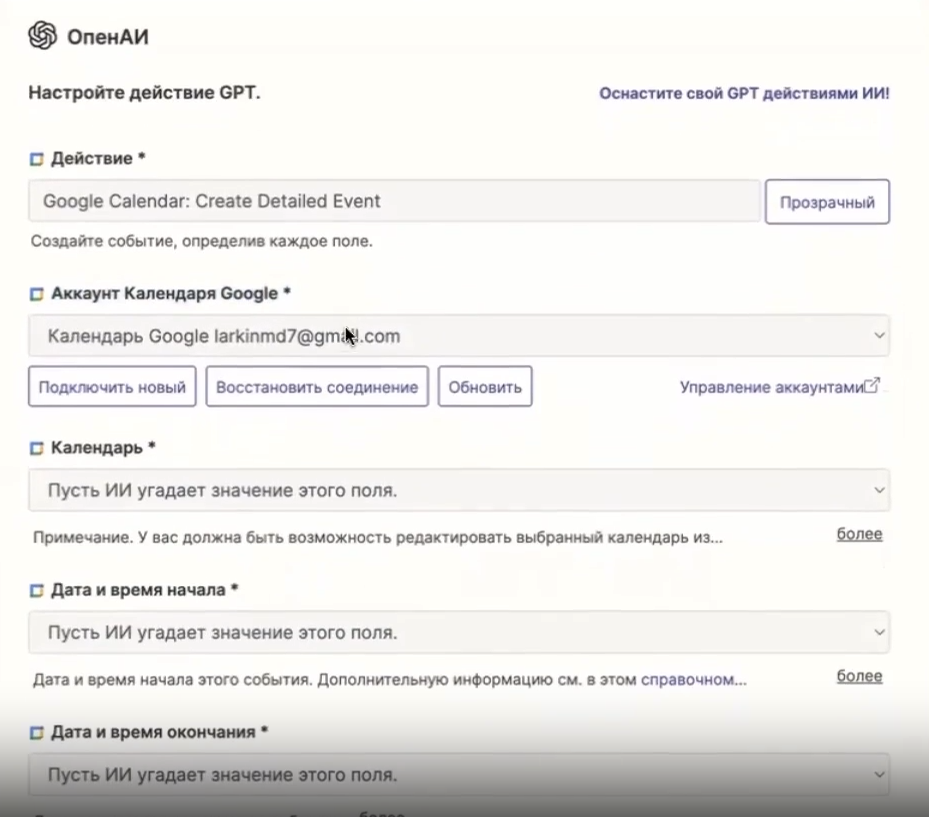 ОпенАИ
Настройте действие GPT.
Оснастите свой GPT действиями ИИ!
Действие *
Google Calendar: Create Detailed Event
Прозрачный
Создайте событие, определив каждое поле.
Аккаунт Календаря Google *
Календарь Google larkinmd7@gmail.com
Подключить новый
Восстановить соединение
Обновить
Управление аккаунтами
Календарь *
Пусть ИИ угадает значение этого поля.
Примечание. У вас должна быть возможность редактировать выбранный календарь из...
более
Дата и время начала *
Пусть ИИ угадает значение этого поля.
Дата и время начала этого события. Дополнительную информацию см. в этом справочном...
более
Дата и время окончания *
Пусть ИИ угадает значение этого поля.